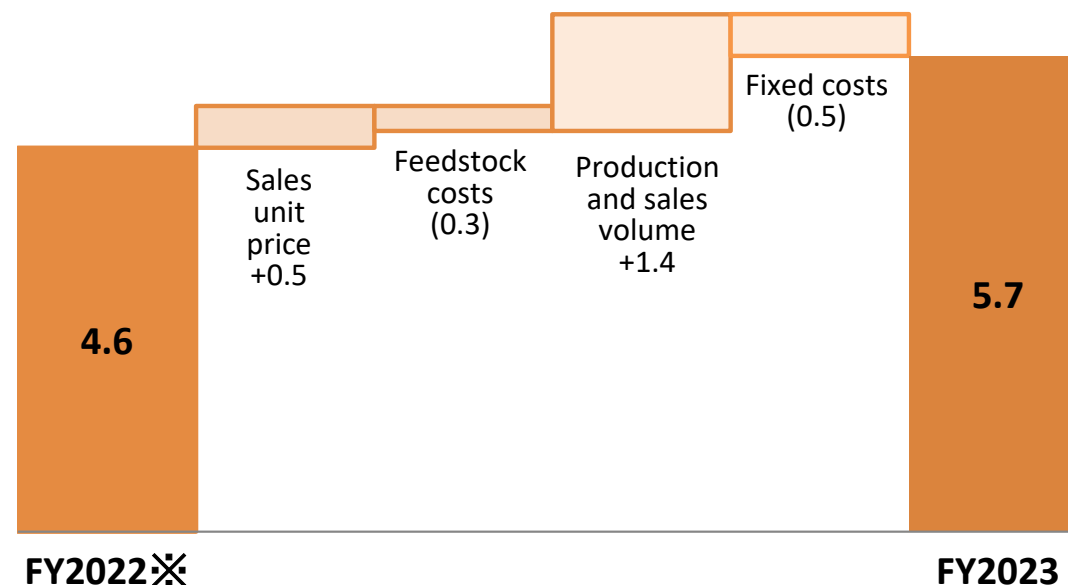 4.6
Sales
unit
price
+0.5
Feedstock
costs
(0.3)
Production
and sales
volume
+1.4
Fixed costs
(0.5)
5.7
FY2022※
FY2023